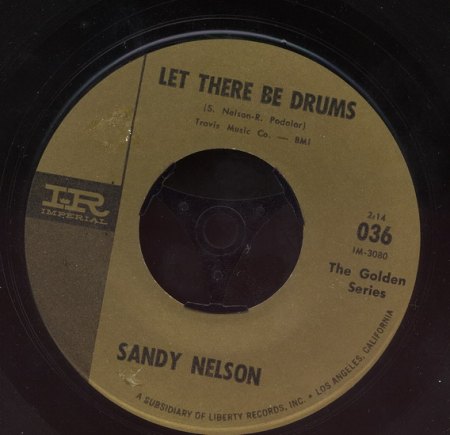 LET THERE BE DRUMS
(S. Nelson-R. Podolor)
Travis Music Co. — BMI
IR
IMPERIAL
2:14
036
IM-3080
The Golden
Series
SANDY NELSON
A SUBSIDIARY OF LIBERTY RECORDS, INC. • LOS ANGELES, CALIFORNIA